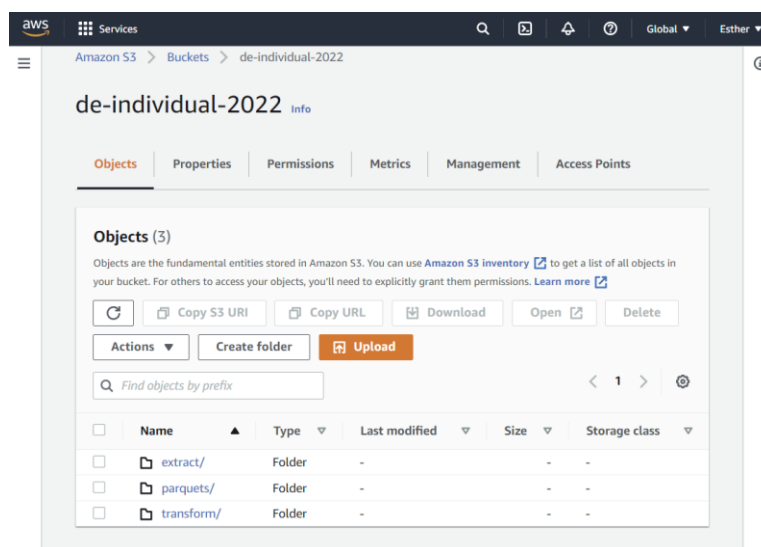 aws Services Global Esther
Amazon S3 > Buckets > de-individual-2022
de-individual-2022 Info
Objects Properties Permissions Metrics Management Access Points
Objects (3)
Objects are the fundamental entities stored in Amazon S3. You can use Amazon S3 inventory to get a list of all objects in
your bucket. For others to access your objects, you'll need to explicitly grant them permissions. Learn more
Copy S3 URI Copy URL Download Open Delete
Actions Create folder Upload
Find objects by prefix 1
Name Type Last modified Size Storage class
extract/ Folder - - -
parquets/ Folder - - -
transform/ Folder - - -